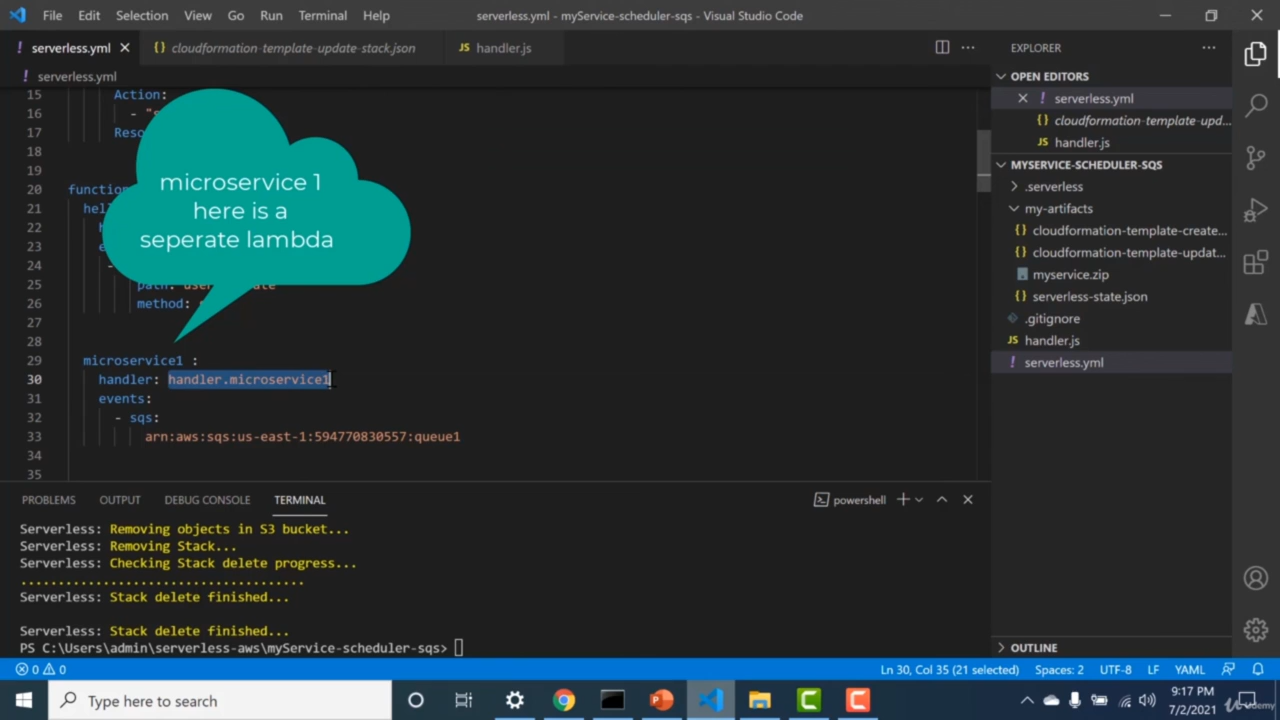 File Edit Selection View Go Run Terminal Help
serverless.yml - myService-scheduler-sqs - Visual Studio Code
! serverless.yml
{} cloudformation-template-update-stack.json
JS handler.js
! serverless.yml
15 Action:
16 - "s
17 Reso
18
19
20 function
21 hell
22 h
23 e
24 -
25 path:
26 method:
27
28
29 microservice1 :
30 handler: handler.microservice1
31 events:
32 - sqs:
33 arn:aws:sqs:us-east-1:594770830557:queue1
34
35
microservice 1
here is a
seperate lambda
PROBLEMS OUTPUT DEBUG CONSOLE TERMINAL
powershell
Serverless: Removing objects in S3 bucket...
Serverless: Removing Stack...
Serverless: Checking Stack delete progress...
.....................................
Serverless: Stack delete finished...
Serverless: Stack delete finished...
PS C:\Users\admin\serverless-aws\myService-scheduler-sqs>
EXPLORER
OPEN EDITORS
! serverless.yml
{} cloudformation-template-upd...
JS handler.js
MYSERVICE-SCHEDULER-SQS
.serverless
my-artifacts
{} cloudformation-template-create...
{} cloudformation-template-updat...
myservice.zip
{} serverless-state.json
.gitignore
JS handler.js
! serverless.yml
OUTLINE
0 0
Ln 30, Col 35 (21 selected) Spaces: 2 UTF-8 LF YAML
Type here to search
9:17 PM
7/2/2021
Udemy